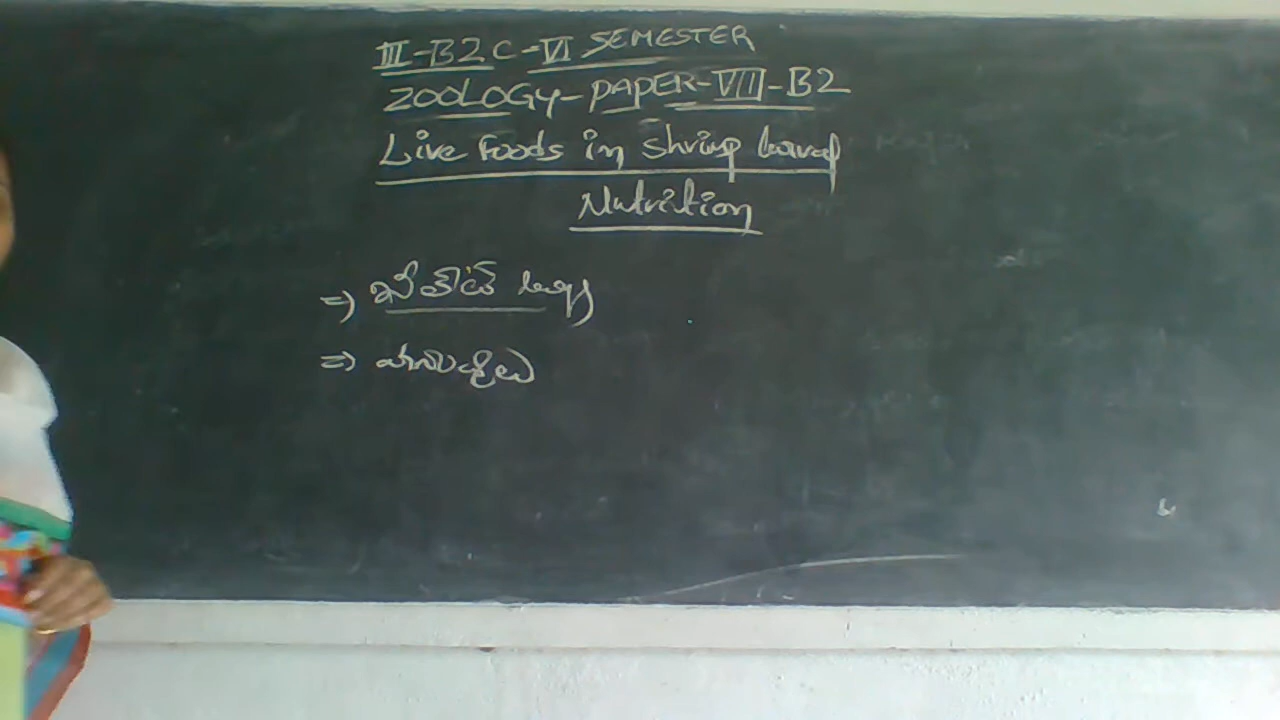 III-BZC-VI SEMESTER
ZOOLOGY-PAPER-VII-B2
Live Foods in Shrimp larval
Nutrition
=>
=>